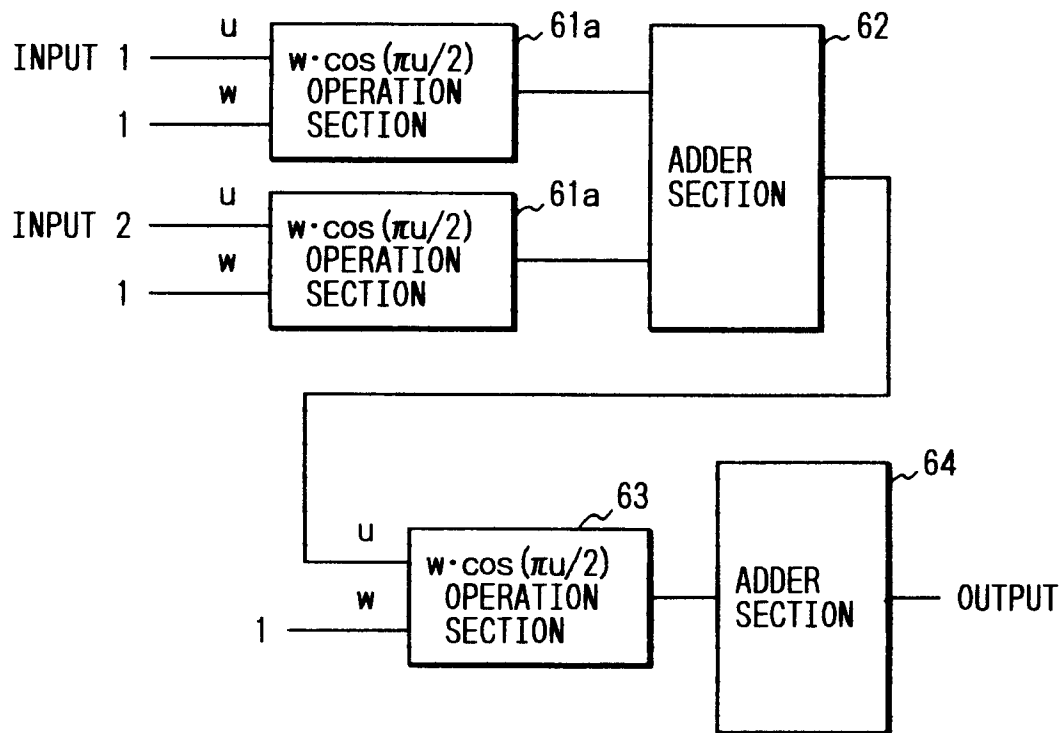 u
61a
62
INPUT 1
w·cos(πu/2)
OPERATION
SECTION
w
1
ADDER
SECTION
u
61a
INPUT 2
w·cos(πu/2)
OPERATION
SECTION
w
1
64
63
u
w·cos(πu/2)
OPERATION
SECTION
w
1
ADDER
SECTION
OUTPUT